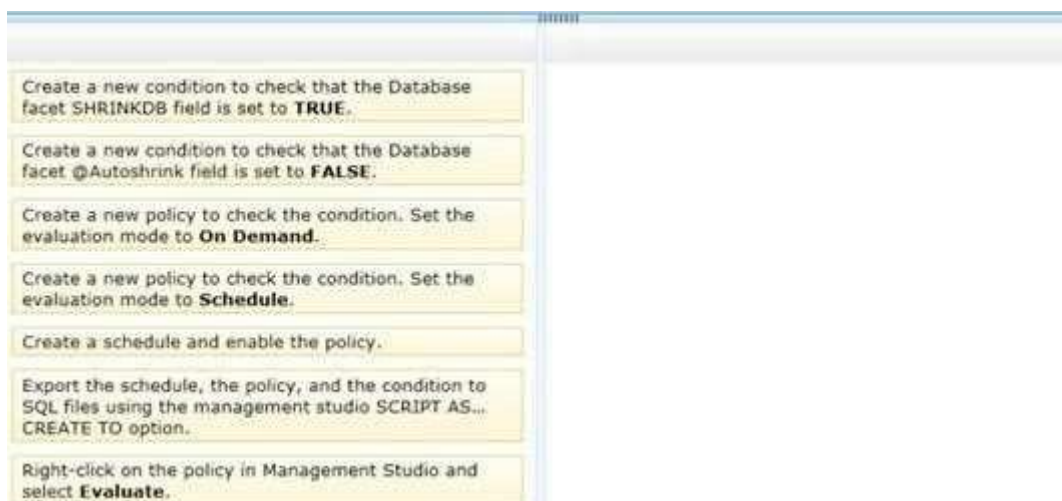 Create a new condition to check that the Database
facet SHRINKDB field is set to TRUE.
Create a new condition to check that the Database
facet @Autoshrink field is set to FALSE.
Create a new policy to check the condition. Set the
evaluation mode to On Demand.
Create a new policy to check the condition. Set the
evaluation mode to Schedule.
Create a schedule and enable the policy.
Export the schedule, the policy, and the condition to
SQL files using the management studio SCRIPT AS...
CREATE TO option.
Right-click on the policy in Management Studio and
select Evaluate.